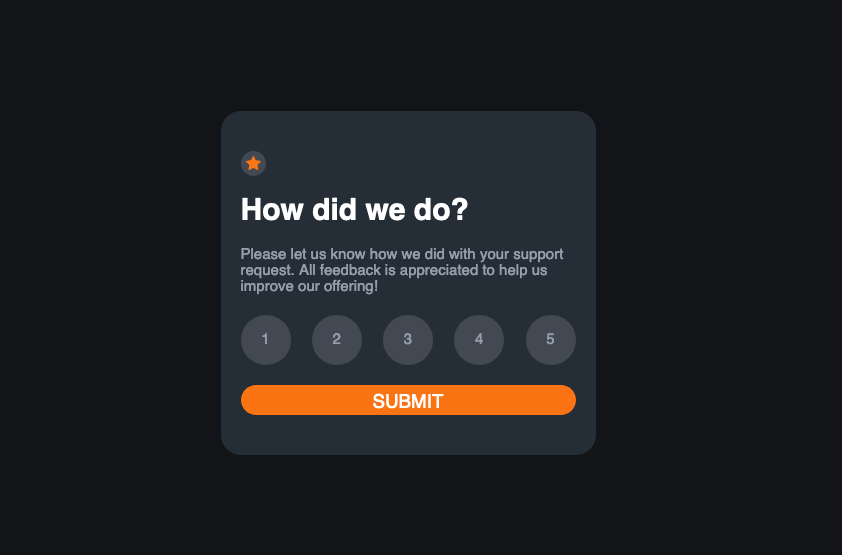 How did we do?
Please let us know how we did with your support
request. All feedback is appreciated to help us
improve our offering!
1 2 3 4 5
SUBMIT